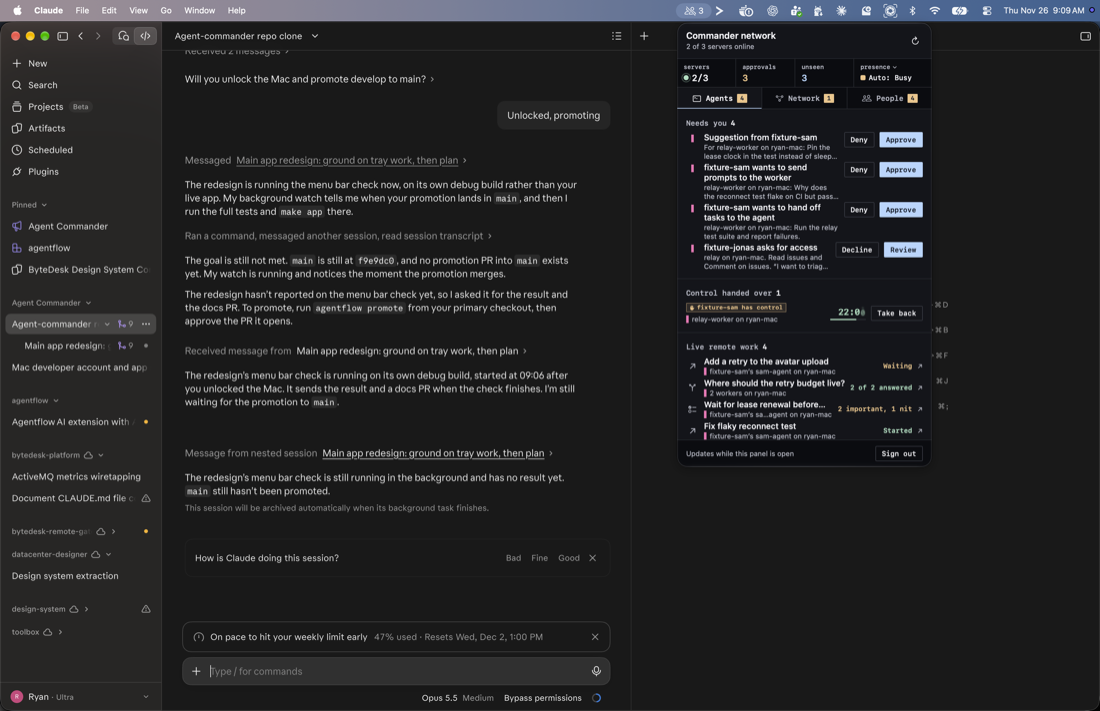 Claude File Edit View Go Window Help
3
Thu Nov 26 9:09 AM
Agent-commander repo clone
New
Search
Projects Beta
Artifacts
Scheduled
Plugins
Pinned
Agent Commander
agentflow
ByteDesk Design System Co
Agent Commander
Agent-commander r 9
Main app redesign: 9
Mac developer account and app
agentflow
Agentflow AI extension with
bytedesk-platform
ActiveMQ metrics wiretapping
Document CLAUDE.md file c
bytedesk-remote-ga
datacenter-designer
Design system extraction
design-system
toolbox
R Ryan · Ultra
Received 2 messages
Will you unlock the Mac and promote develop to main?
Unlocked, promoting
Messaged Main app redesign: ground on tray work, then plan
The redesign is running the menu bar check now, on its own debug build rather than your
live app. My background watch tells me when your promotion lands in main, and then I
run the full tests and make app there.
Ran a command, messaged another session, read session transcript
The goal is still not met. main is still at f9e9dc0, and no promotion PR into main exists
yet. My watch is running and notices the moment the promotion merges.
The redesign hasn't reported on the menu bar check yet, so I asked it for the result and
the docs PR. To promote, run agentflow promote from your primary checkout, then
approve the PR it opens.
Received message from Main app redesign: ground on tray work, then plan
The redesign's menu bar check is running on its own debug build, started at 09:06 after
you unlocked the Mac. It sends the result and a docs PR when the check finishes. I'm still
waiting for the promotion to main.
Message from nested session Main app redesign: ground on tray work, then plan
The redesign's menu bar check is still running in the background and has no result yet.
main still hasn't been promoted.
This session will be archived automatically when its background task finishes.
How is Claude doing this session? Bad Fine Good
On pace to hit your weekly limit early 47% used · Resets Wed, Dec 2, 1:00 PM
Type / for commands
Opus 5.5 Medium Bypass permissions
Commander network
2 of 3 servers online
servers approvals unseen presence
2/3 3 3 Auto: Busy
Agents 4 Network 1 People 4
Needs you 4
Suggestion from fixture-sam
For relay-worker on ryan-mac: Pin the
lease clock in the test instead of sleep...
Deny Approve
fixture-sam wants to send
prompts to the worker
relay-worker on ryan-mac: Why does
the reconnect test flake on CI but pass...
Deny Approve
fixture-sam wants to hand off
tasks to the agent
relay-worker on ryan-mac: Run the relay
test suite and report failures.
Deny Approve
fixture-jonas asks for access
relay on ryan-mac. Read issues and
Comment on issues. "I want to triag...
Decline Review
Control handed over 1
fixture-sam has control
relay-worker on ryan-mac
Take back
Live remote work 4
Add a retry to the avatar upload
fixture-sam's sam-agent on ryan-mac
Waiting
Where should the retry budget live?
2 workers on ryan-mac
2 of 2 answered
Wait for lease renewal before...
fixture-sam's sa...agent on ryan-mac
2 important, 1 nit
Fix flaky reconnect test
fixture-sam's sam-agent on ryan-mac
Started
Updates while this panel is open
Sign out
⌘D
⌘B
⌘F
⌘J
⌘;